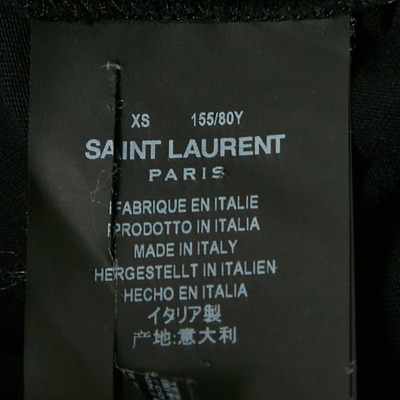 XS 155/80Y
SAINT LAURENT
PARIS
FABRIQUE EN ITALIE
PRODOTTO IN ITALIA
MADE IN ITALY
HERGESTELLT IN ITALIEN
HECHO EN ITALIA
イタリア製
产地:意大利